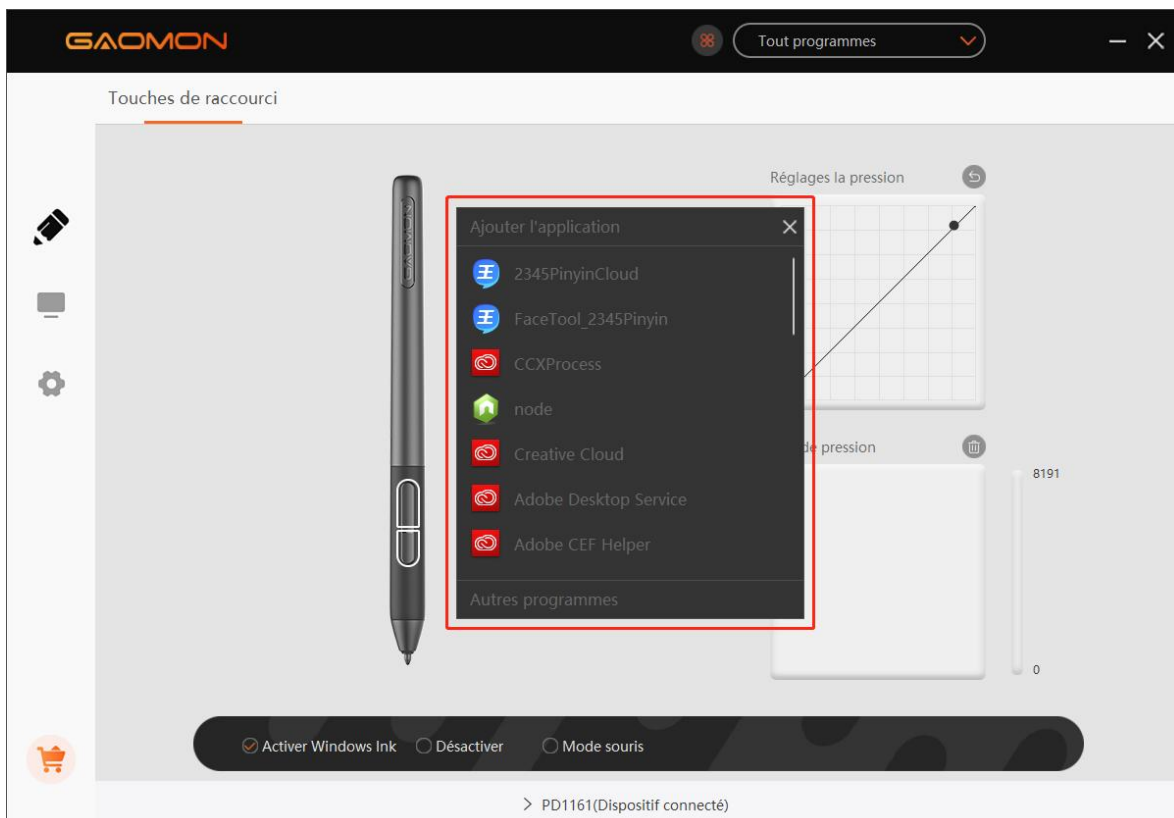 GAOMON
Tout programmes
Touches de raccourci
Réglages la pression
GAOMON
Ajouter l'application
2345PinyinCloud
FaceTool_2345Pinyin
CCXProcess
node
Creative Cloud
Adobe Desktop Service
Adobe CEF Helper
Autres programmes
de pression
8191
0
Activer Windows Ink
Désactiver
Mode souris
PD1161(Dispositif connecté)